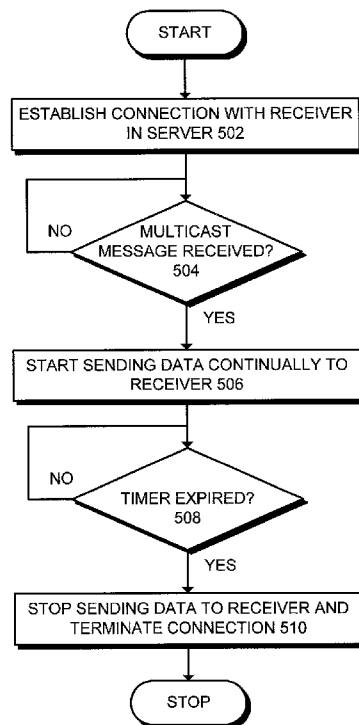 START
ESTABLISH CONNECTION WITH RECEIVER
IN SERVER 502
NO
MULTICAST
MESSAGE RECEIVED?
504
YES
START SENDING DATA CONTINUALLY TO
RECEIVER 506
NO
TIMER EXPIRED?
508
YES
STOP SENDING DATA TO RECEIVER AND
TERMINATE CONNECTION 510
STOP